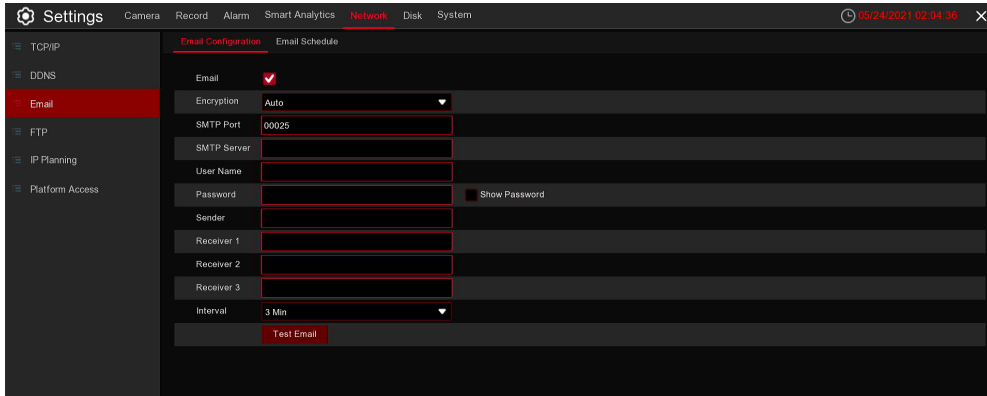 Settings Camera Record Alarm Smart Analytics Network Disk System 05/24/2021 02:04:36
TCP/IP
DDNS
Email
FTP
IP Planning
Platform Access
Email Configuration Email Schedule
Email
Encryption Auto
SMTP Port 00025
SMTP Server
User Name
Password Show Password
Sender
Receiver 1
Receiver 2
Receiver 3
Interval 3 Min
Test Email